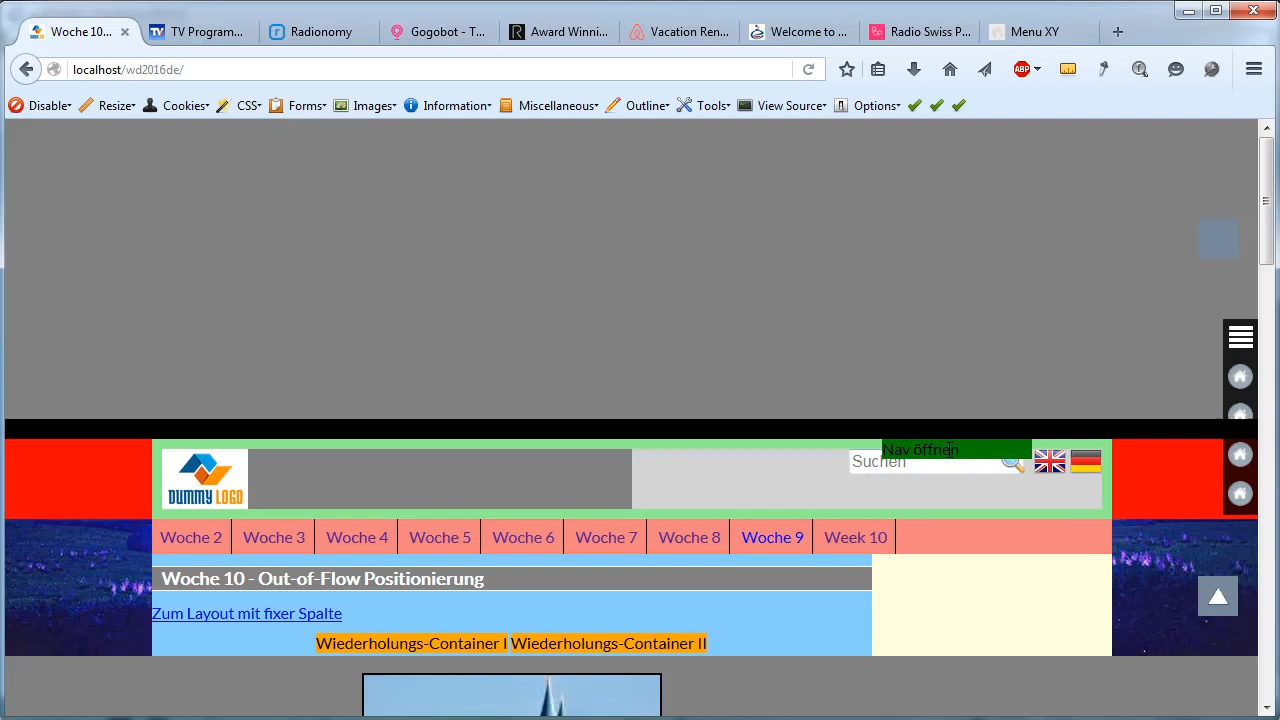 Woche 10... TV Program... Radionomy Gogobot - T... Award Winni... Vacation Ren... Welcome to ... Radio Swiss P... Menu XY
localhost/wd2016de/ ABP
Disable Resize Cookies CSS Forms Images Information Miscellaneous Outline Tools View Source Options
Nav öffnen
Suchen
DUMMY LOGO
Woche 2 Woche 3 Woche 4 Woche 5 Woche 6 Woche 7 Woche 8 Woche 9 Week 10
Woche 10 - Out-of-Flow Positionierung
Zum Layout mit fixer Spalte
Wiederholungs-Container I Wiederholungs-Container II